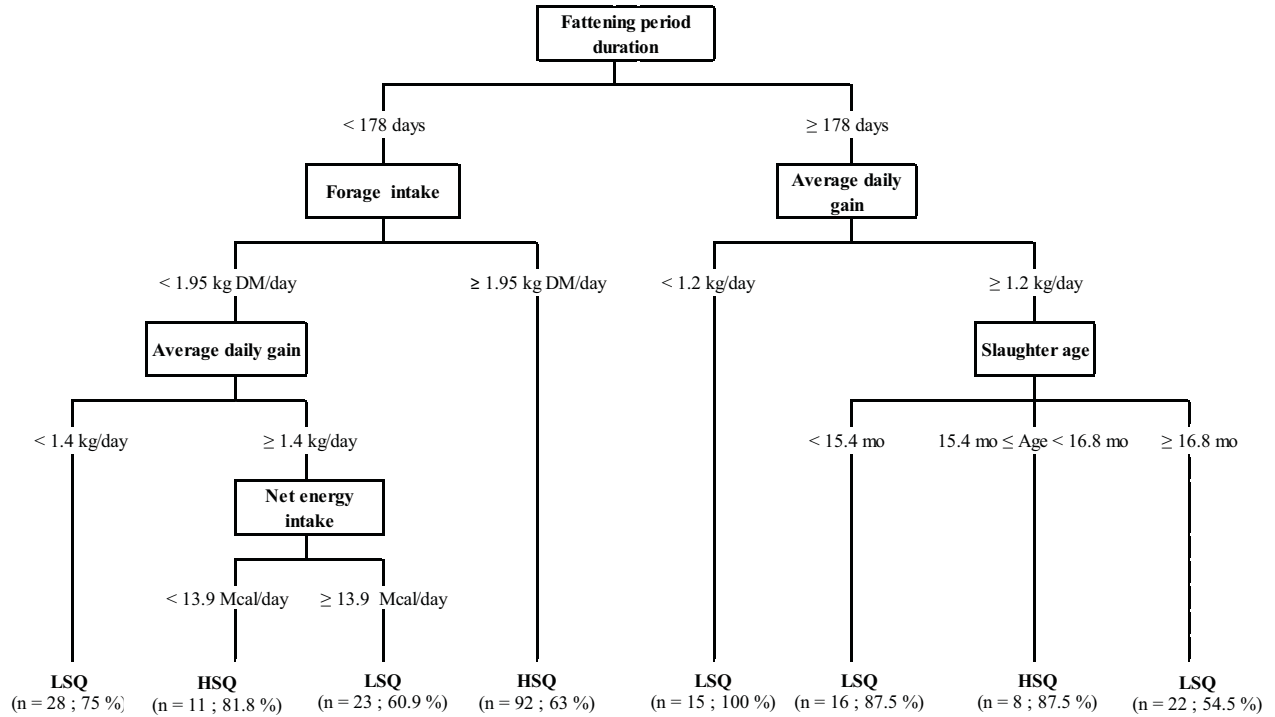 Fattening period
duration
< 178 days
≥ 178 days
Forage intake
Average daily
gain
< 1.95 kg DM/day
≥ 1.95 kg DM/day
< 1.2 kg/day
≥ 1.2 kg/day
Average daily gain
Slaughter age
< 1.4 kg/day
≥ 1.4 kg/day
< 15.4 mo
15.4 mo ≤ Age < 16.8 mo
≥ 16.8 mo
Net energy
intake
< 13.9 Mcal/day
≥ 13.9 Mcal/day
LSQ
(n = 28 ; 75 %)
HSQ
(n = 11 ; 81.8 %)
LSQ
(n = 23 ; 60.9 %)
HSQ
(n = 92 ; 63 %)
LSQ
(n = 15 ; 100 %)
LSQ
(n = 16 ; 87.5 %)
HSQ
(n = 8 ; 87.5 %)
LSQ
(n = 22 ; 54.5 %)